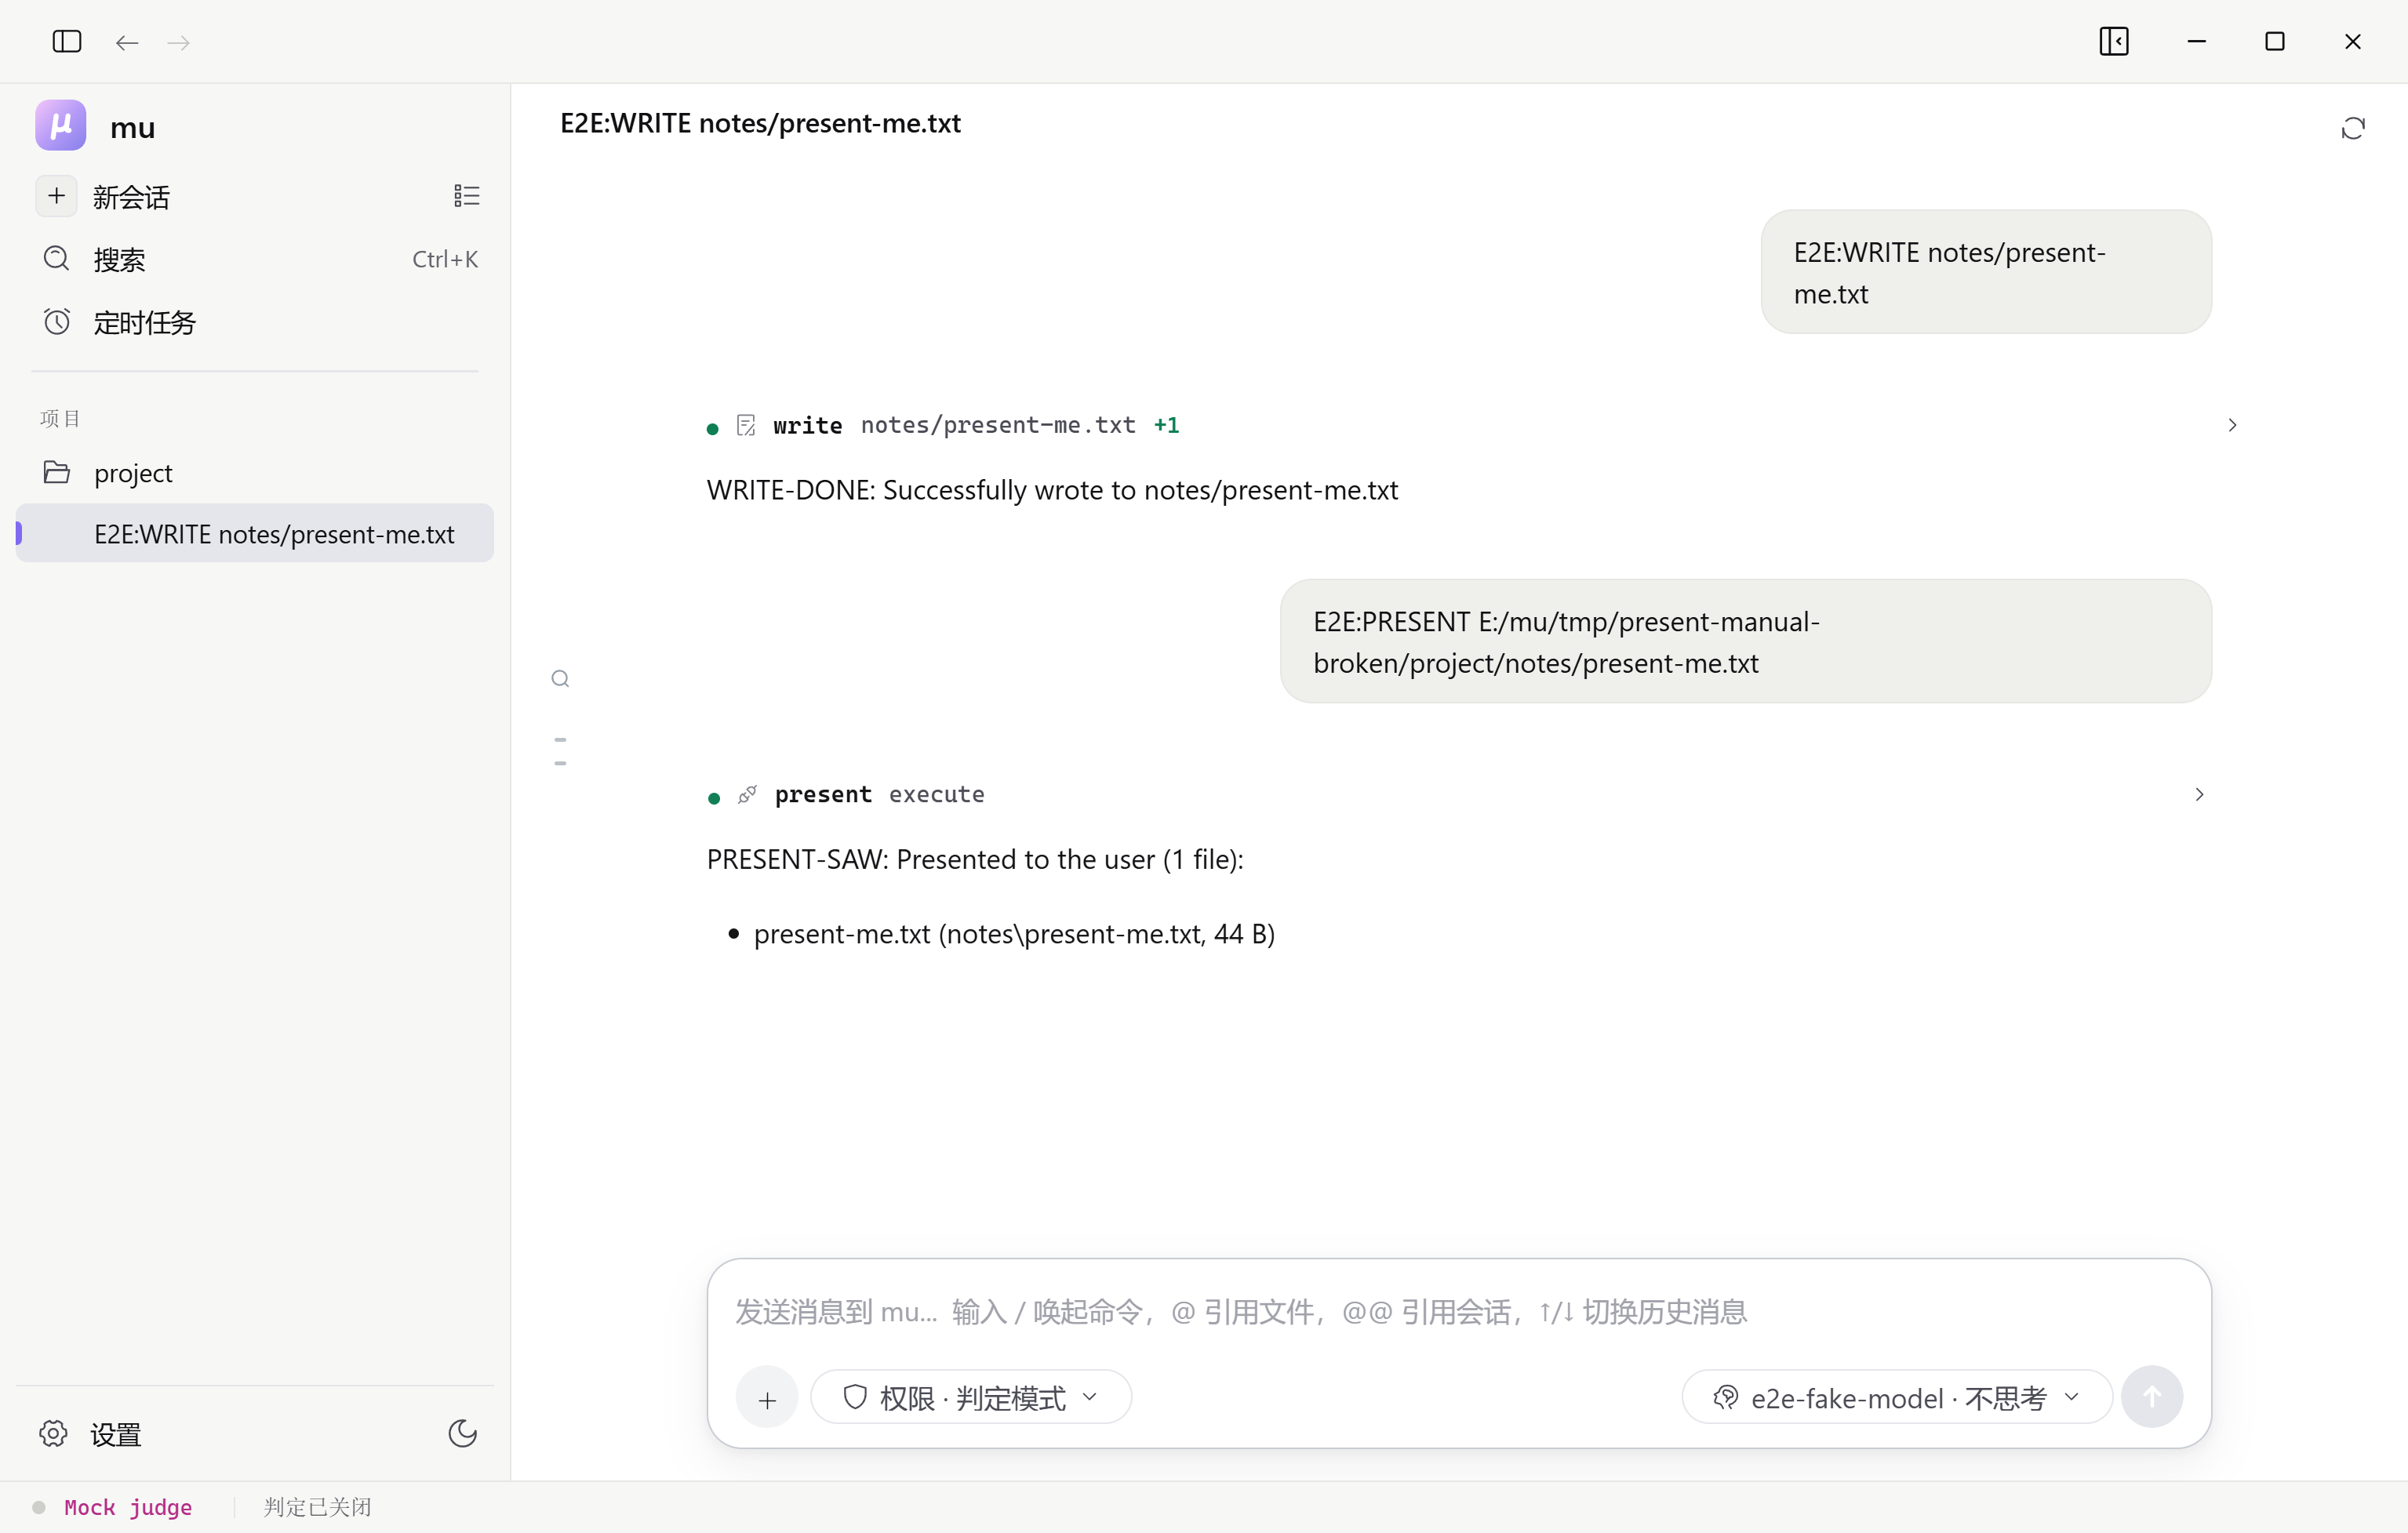 mu
新会话
搜索 Ctrl+K
定时任务
项目
project
E2E:WRITE notes/present-me.txt
设置
E2E:WRITE notes/present-me.txt
E2E:WRITE notes/present-
me.txt
write notes/present-me.txt +1
WRITE-DONE: Successfully wrote to notes/present-me.txt
E2E:PRESENT E:/mu/tmp/present-manual-
broken/project/notes/present-me.txt
present execute
PRESENT-SAW: Presented to the user (1 file):
• present-me.txt (notes\present-me.txt, 44 B)
发送消息到 mu... 输入 / 唤起命令，@ 引用文件，@@ 引用会话，↑/↓ 切换历史消息
权限 · 判定模式
e2e-fake-model · 不思考
Mock judge 判定已关闭